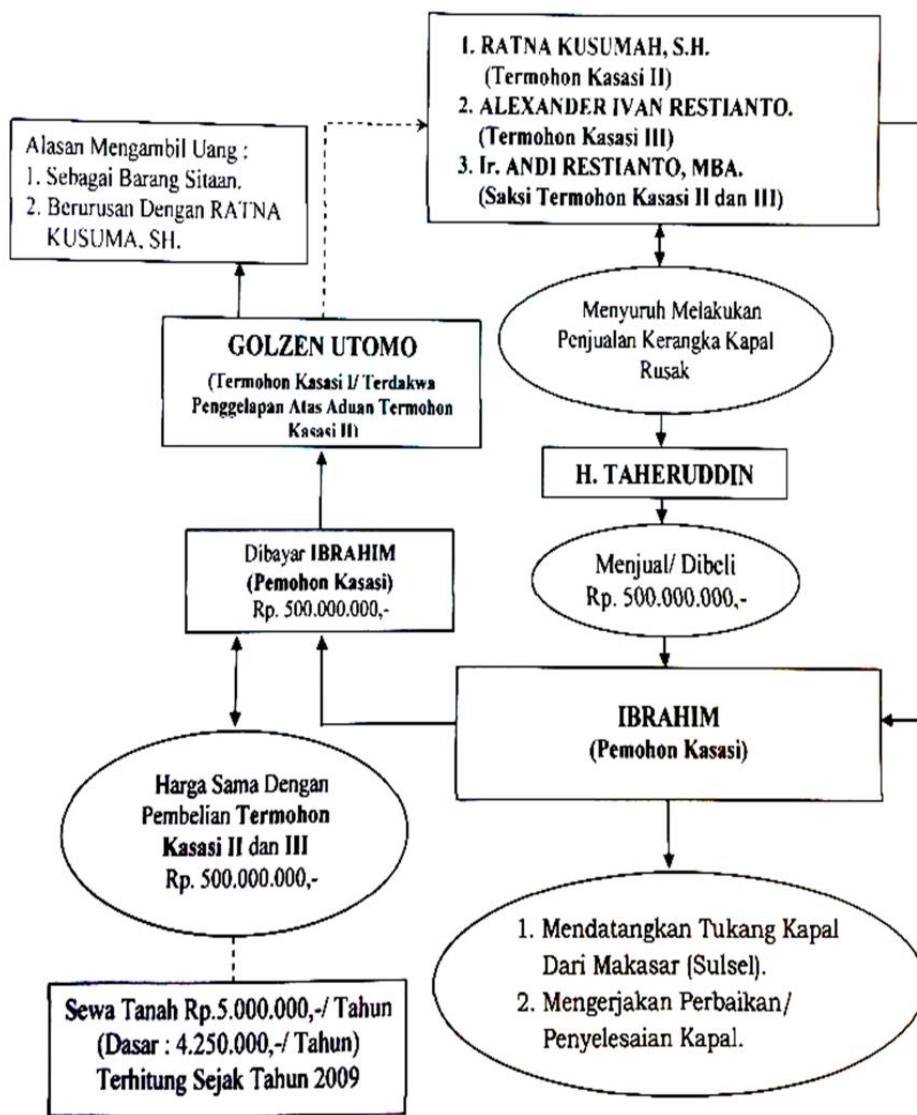 1. RATNA KUSUMAH, S.H.
(Termohon Kasasi II)
2. ALEXANDER IVAN RESTIANTO.
(Termohon Kasasi III)
3. Ir. ANDI RESTIANTO, MBA.
(Saksi Termohon Kasasi II dan III)
Alasan Mengambil Uang :
1. Sebagai Barang Sitaan.
2. Berurusan Dengan RATNA
KUSUMA, SH.
Menyuruh Melakukan
Penjualan Kerangka Kapal
Rusak
GOLZEN UTOMO
(Termohon Kasasi I/ Terdakwa
Penggelapan Atas Aduan Termohon
Kasasi II)
H. TAHERUDDIN
Dibayar IBRAHIM
(Pemohon Kasasi)
Rp. 500.000.000,-
Menjual/ Dibeli
Rp. 500.000.000,-
IBRAHIM
(Pemohon Kasasi)
Harga Sama Dengan
Pembelian Termohon
Kasasi II dan III
Rp. 500.000.000,-
1. Mendatangkan Tukang Kapal
Dari Makasar (Sulsel).
2. Mengerjakan Perbaikan/
Penyelesaian Kapal.
Sewa Tanah Rp.5.000.000,-/ Tahun
(Dasar : 4.250.000,-/ Tahun)
Terhitung Sejak Tahun 2009